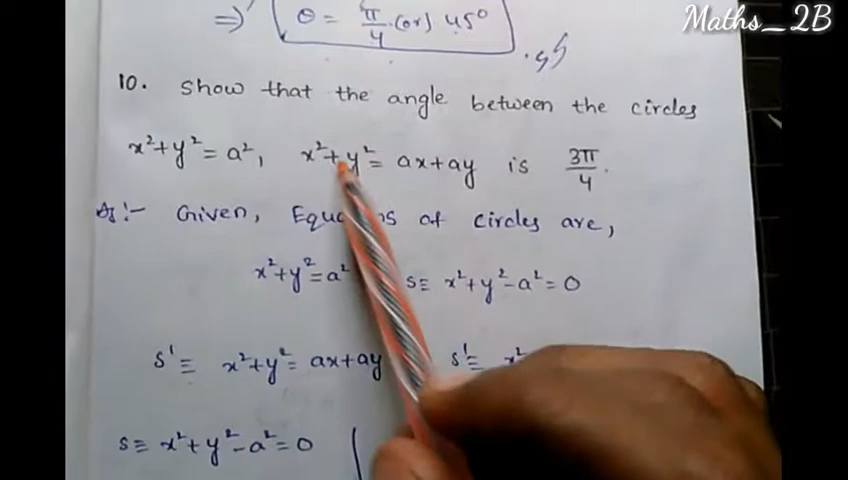 Maths_2B
=> θ = π/4 (or) 45°
10. Show that the angle between the circles
x²+y² = a², x²+y² = ax+ay is 3π/4.
Given, Equa ns of circles are,
x²+y² = a² S ≡ x²+y²-a² = 0
S' ≡ x²+y² = ax+ay S' ≡ x²
S ≡ x²+y²-a² = 0